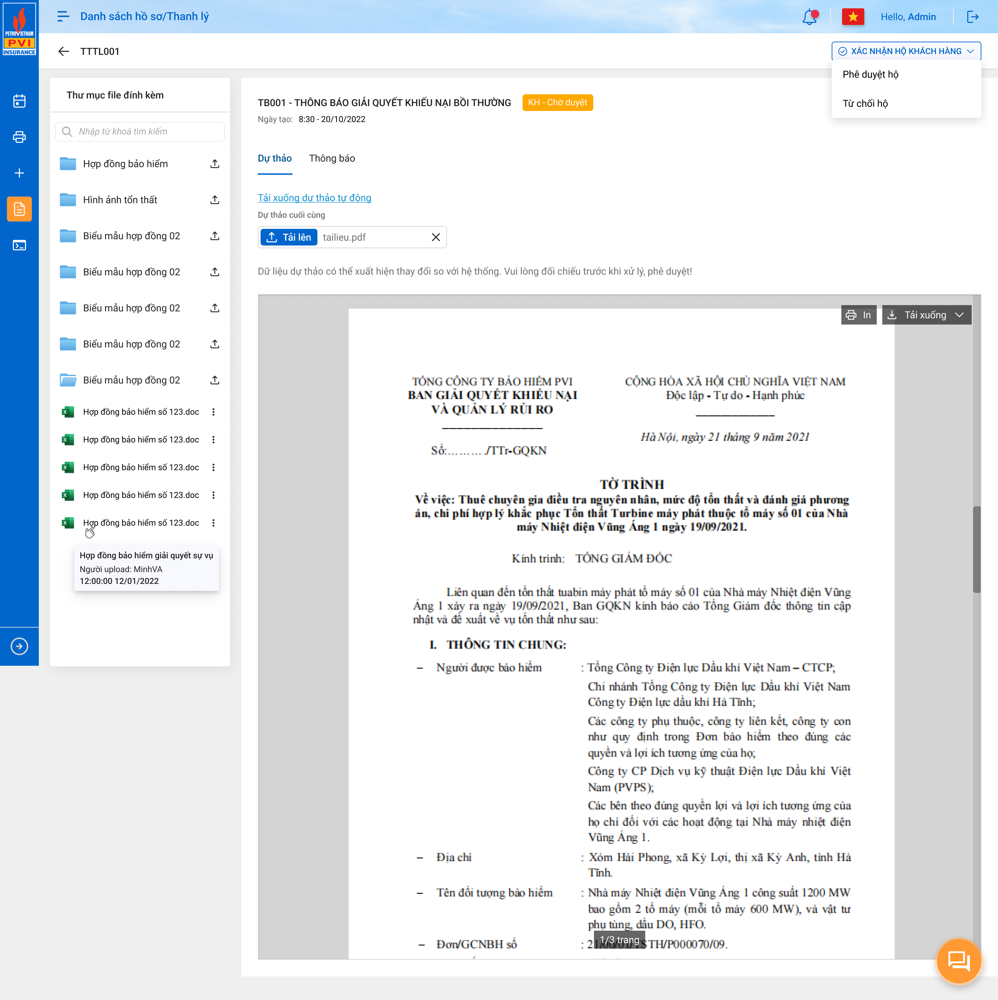 PETROVIETNAM
PVI
INSURANCE
Danh sách hồ sơ/Thanh lý
Hello, Admin
TTTL001
XÁC NHẬN HỘ KHÁCH HÀNG
Phê duyệt hộ
Từ chối hộ
Thư mục file đính kèm
Nhập từ khoá tìm kiếm
Hợp đồng bảo hiểm
Hình ảnh tổn thất
Biểu mẫu hợp đồng 02
Biểu mẫu hợp đồng 02
Biểu mẫu hợp đồng 02
Biểu mẫu hợp đồng 02
Biểu mẫu hợp đồng 02
Hợp đồng bảo hiểm số 123.doc
Hợp đồng bảo hiểm số 123.doc
Hợp đồng bảo hiểm số 123.doc
Hợp đồng bảo hiểm số 123.doc
Hợp đồng bảo hiểm số 123.doc
Hợp đồng bảo hiểm giải quyết sự vụ
Người upload: MinhVA
12:00:00 12/01/2022
TB001 - THÔNG BÁO GIẢI QUYẾT KHIẾU NẠI BỒI THƯỜNG
KH - Chờ duyệt
Ngày tạo: 8:30 - 20/10/2022
Dự thảo
Thông báo
Tải xuống dự thảo tự động
Dự thảo cuối cùng
Tải lên
tailieu.pdf
Dữ liệu dự thảo có thể xuất hiện thay đổi so với hệ thống. Vui lòng đối chiếu trước khi xử lý, phê duyệt!
In
Tải xuống
TỔNG CÔNG TY BẢO HIỂM PVI
BAN GIẢI QUYẾT KHIẾU NẠI
VÀ QUẢN LÝ RỦI RO
Số:………./TTr-GQKN
CỘNG HÒA XÃ HỘI CHỦ NGHĨA VIỆT NAM
Độc lập - Tự do - Hạnh phúc
Hà Nội, ngày 21 tháng 9 năm 2021
TỜ TRÌNH
Về việc: Thuê chuyên gia điều tra nguyên nhân, mức độ tổn thất và đánh giá phương
án, chi phí hợp lý khắc phục Tổn thất Turbine máy phát thuộc tổ máy số 01 của Nhà
máy Nhiệt điện Vũng Áng 1 ngày 19/09/2021.
Kính trình: TỔNG GIÁM ĐỐC
Liên quan đến tổn thất tuabin máy phát tổ máy số 01 của Nhà máy Nhiệt điện Vũng
Áng 1 xảy ra ngày 19/09/2021, Ban GQKN kính báo cáo Tổng Giám đốc thông tin cập
nhật và đề xuất về vụ tổn thất như sau:
I. THÔNG TIN CHUNG:
– Người được bảo hiểm : Tổng Công ty Điện lực Dầu khí Việt Nam – CTCP;
Chi nhánh Tổng Công ty Điện lực Dầu khí Việt Nam
Công ty Điện lực dầu khí Hà Tĩnh;
Các công ty phụ thuộc, công ty liên kết, công ty con
như quy định trong Đơn bảo hiểm theo đúng các
quyền và lợi ích tương ứng của họ;
Công ty CP Dịch vụ kỹ thuật Điện lực Dầu khí Việt
Nam (PVPS);
Các bên theo đúng quyền lợi và lợi ích tương ứng của
họ chỉ đối với các hoạt động tại Nhà máy nhiệt điện
Vũng Áng 1.
– Địa chỉ : Xóm Hải Phong, xã Kỳ Lợi, thị xã Kỳ Anh, tỉnh Hà
Tĩnh.
– Tên đối tượng bảo hiểm : Nhà máy Nhiệt điện Vũng Áng 1 công suất 1200 MW
bao gồm 2 tổ máy (mỗi tổ máy 600 MW), và vật tư
phụ tùng, dầu DO, HFO.
– Đơn/GCNBH số : 21/00/01/TSTH/P000070/09.
1/3 trang